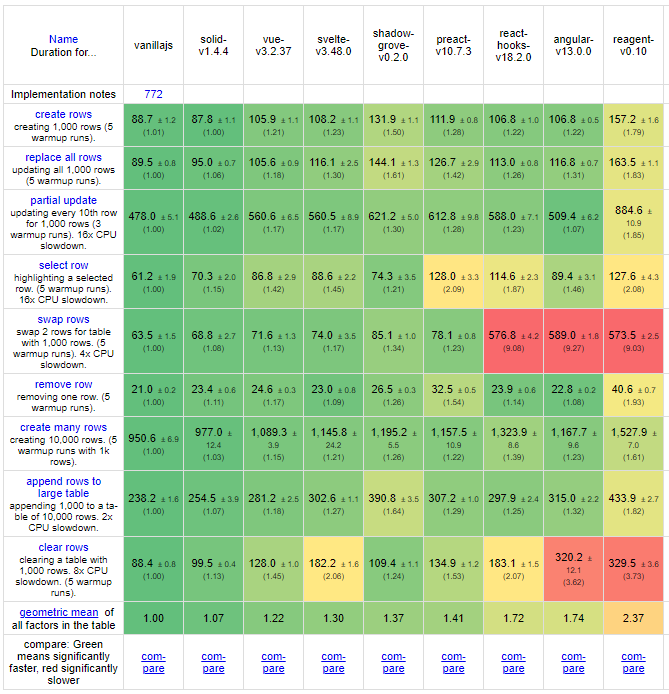 Name
Duration for...
vanillajs
solid-
v1.4.4
vue-
v3.2.37
svelte-
v3.48.0
shadow-
grove-
v0.2.0
preact-
v10.7.3
react-
hooks-
v18.2.0
angular-
v13.0.0
reagent-
v0.10
Implementation notes
772
create rows
creating 1,000 rows (5
warmup runs).
88.7 ± 1.2
(1.01)
87.8 ± 1.1
(1.00)
105.9 ± 1.1
(1.21)
108.2 ± 1.1
(1.23)
131.9 ± 1.1
(1.50)
111.9 ± 0.8
(1.28)
106.8 ± 1.0
(1.22)
106.8 ± 0.5
(1.22)
157.2 ± 1.6
(1.79)
replace all rows
updating all 1,000 rows
(5 warmup runs).
89.5 ± 0.8
(1.00)
95.0 ± 0.7
(1.06)
105.6 ± 0.9
(1.18)
116.1 ± 2.5
(1.30)
144.1 ± 1.3
(1.61)
126.7 ± 2.9
(1.42)
113.0 ± 0.8
(1.26)
116.8 ± 0.7
(1.31)
163.5 ± 1.1
(1.83)
partial update
updating every 10th row
for 1,000 rows (3
warmup runs). 16x CPU
slowdown.
478.0 ± 5.1
(1.00)
488.6 ± 2.6
(1.02)
560.6 ± 6.5
(1.17)
560.5 ± 8.9
(1.17)
621.2 ± 5.0
(1.30)
612.8 ± 9.8
(1.28)
588.0 ± 7.1
(1.23)
509.4 ± 6.2
(1.07)
884.6 ±
10.9
(1.85)
select row
highlighting a selected
row. (5 warmup runs).
16x CPU slowdown.
61.2 ± 1.9
(1.00)
70.3 ± 2.0
(1.15)
86.8 ± 2.9
(1.42)
88.6 ± 2.2
(1.45)
74.3 ± 3.5
(1.21)
128.0 ± 3.3
(2.09)
114.6 ± 2.3
(1.87)
89.4 ± 3.1
(1.46)
127.6 ± 4.3
(2.08)
swap rows
swap 2 rows for table
with 1,000 rows. (5
warmup runs). 4x CPU
slowdown.
63.5 ± 1.5
(1.00)
68.8 ± 2.7
(1.08)
71.6 ± 1.3
(1.13)
74.0 ± 3.5
(1.17)
85.1 ± 1.0
(1.34)
78.1 ± 0.8
(1.23)
576.8 ± 4.2
(9.08)
589.0 ± 1.8
(9.27)
573.5 ± 2.5
(9.03)
remove row
removing one row. (5
warmup runs).
21.0 ± 0.2
(1.00)
23.4 ± 0.6
(1.11)
24.6 ± 0.3
(1.17)
23.0 ± 0.8
(1.09)
26.5 ± 0.3
(1.26)
32.5 ± 0.5
(1.54)
23.9 ± 0.6
(1.14)
22.8 ± 0.2
(1.08)
40.6 ± 0.7
(1.93)
create many rows
creating 10,000 rows. (5
warmup runs with 1k
rows).
950.6 ± 6.9
(1.00)
977.0 ±
12.4
(1.03)
1,089.3 ±
3.9
(1.15)
1,145.8 ±
24.2
(1.21)
1,195.2 ±
5.5
(1.26)
1,157.5 ±
10.9
(1.22)
1,323.9 ±
8.6
(1.39)
1,167.7 ±
9.6
(1.23)
1,527.9 ±
7.0
(1.61)
append rows to
large table
appending 1,000 to a ta-
ble of 10,000 rows. 2x
CPU slowdown.
238.2 ± 1.6
(1.00)
254.5 ± 3.9
(1.07)
281.2 ± 2.5
(1.18)
302.6 ± 1.1
(1.27)
390.8 ± 3.5
(1.64)
307.2 ± 1.0
(1.29)
297.9 ± 2.4
(1.25)
315.0 ± 2.2
(1.32)
433.9 ± 2.7
(1.82)
clear rows
clearing a table with
1,000 rows. 8x CPU
slowdown. (5 warmup
runs).
88.4 ± 0.8
(1.00)
99.5 ± 0.4
(1.13)
128.0 ± 1.0
(1.45)
182.2 ± 1.6
(2.06)
109.4 ± 1.1
(1.24)
134.9 ± 1.2
(1.53)
183.1 ± 1.5
(2.07)
320.2 ±
12.1
(3.62)
329.5 ± 3.6
(3.73)
geometric mean of
all factors in the table
1.00
1.07
1.22
1.30
1.37
1.41
1.72
1.74
2.37
compare: Green
means significantly
faster, red significantly
slower
com-
pare
com-
pare
com-
pare
com-
pare
com-
pare
com-
pare
com-
pare
com-
pare
com-
pare